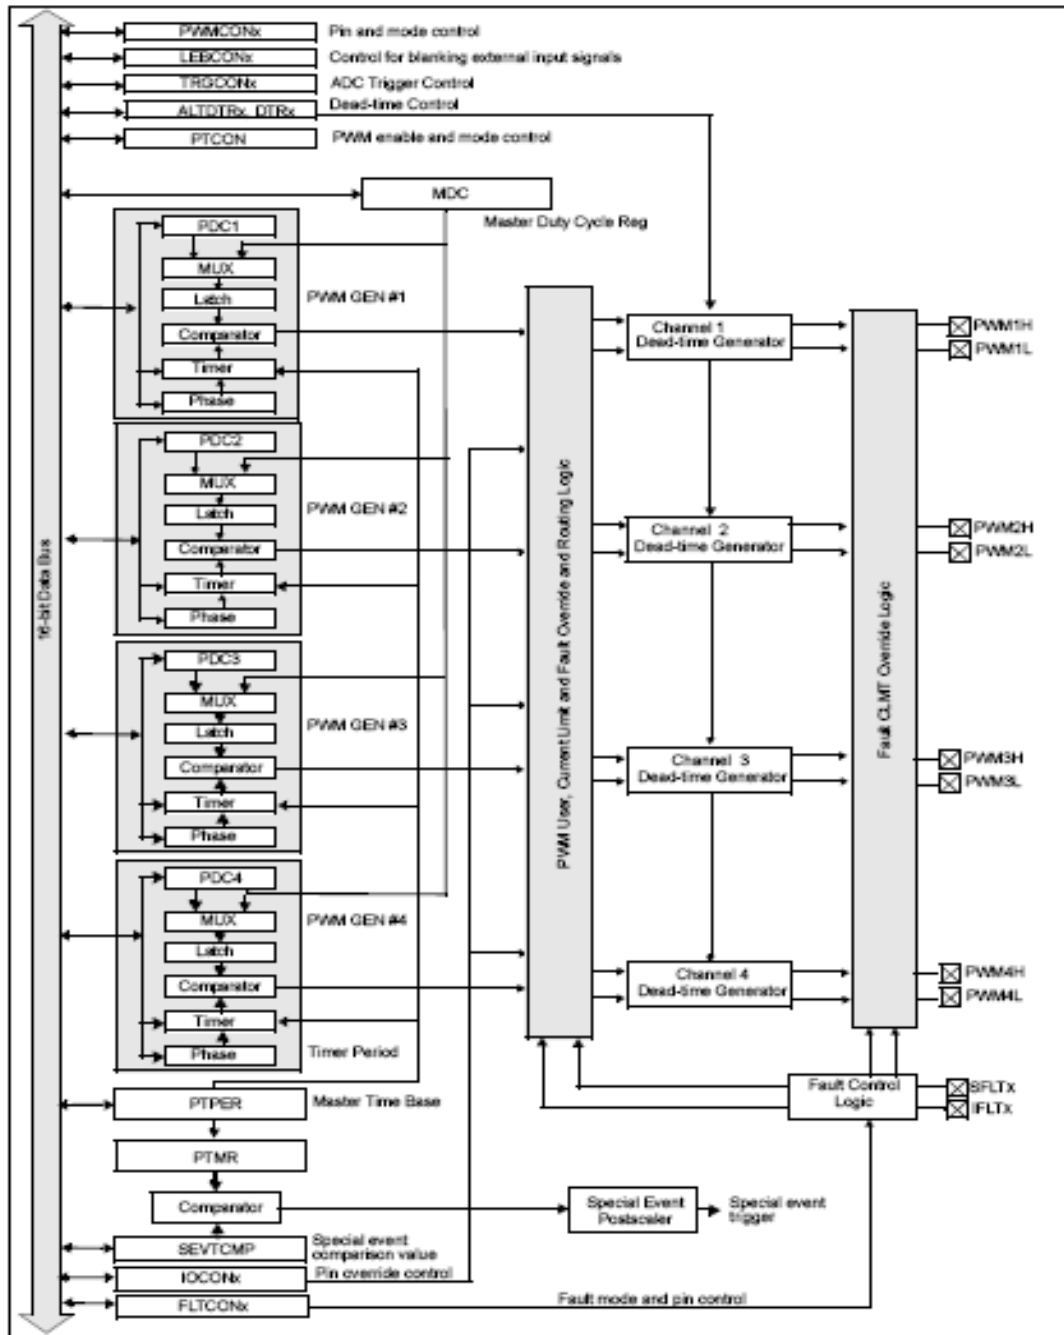 PWMCONx
Pin and mode control
LEBCONx
Control for blanking external input signals
TRGCONx
ADC Trigger Control
ALTDTRx, DTRx
Dead-time Control
PTCON
PWM enable and mode control
MDC
Master Duty Cycle Reg
16-bit Data Bus
PDC1
MUX
Latch
Comparator
Timer
Phase
PWM GEN #1
PDC2
MUX
Latch
Comparator
Timer
Phase
PWM GEN #2
PDC3
MUX
Latch
Comparator
Timer
Phase
PWM GEN #3
PDC4
MUX
Latch
Comparator
Timer
Phase
PWM GEN #4
Timer Period
PWM User, Current Limit and Fault Override and Routing Logic
Channel 1
Dead-time Generator
Channel 2
Dead-time Generator
Channel 3
Dead-time Generator
Channel 4
Dead-time Generator
Fault CLMT Override Logic
PWM1H
PWM1L
PWM2H
PWM2L
PWM3H
PWM3L
PWM4H
PWM4L
Fault Control
Logic
SFLTx
IFLTx
PTPER
Master Time Base
PTMR
Comparator
Special Event
Postscaler
Special event
trigger
SEVTCMP
Special event
comparison value
IOCONx
Pin override control
FLTCONx
Fault mode and pin control